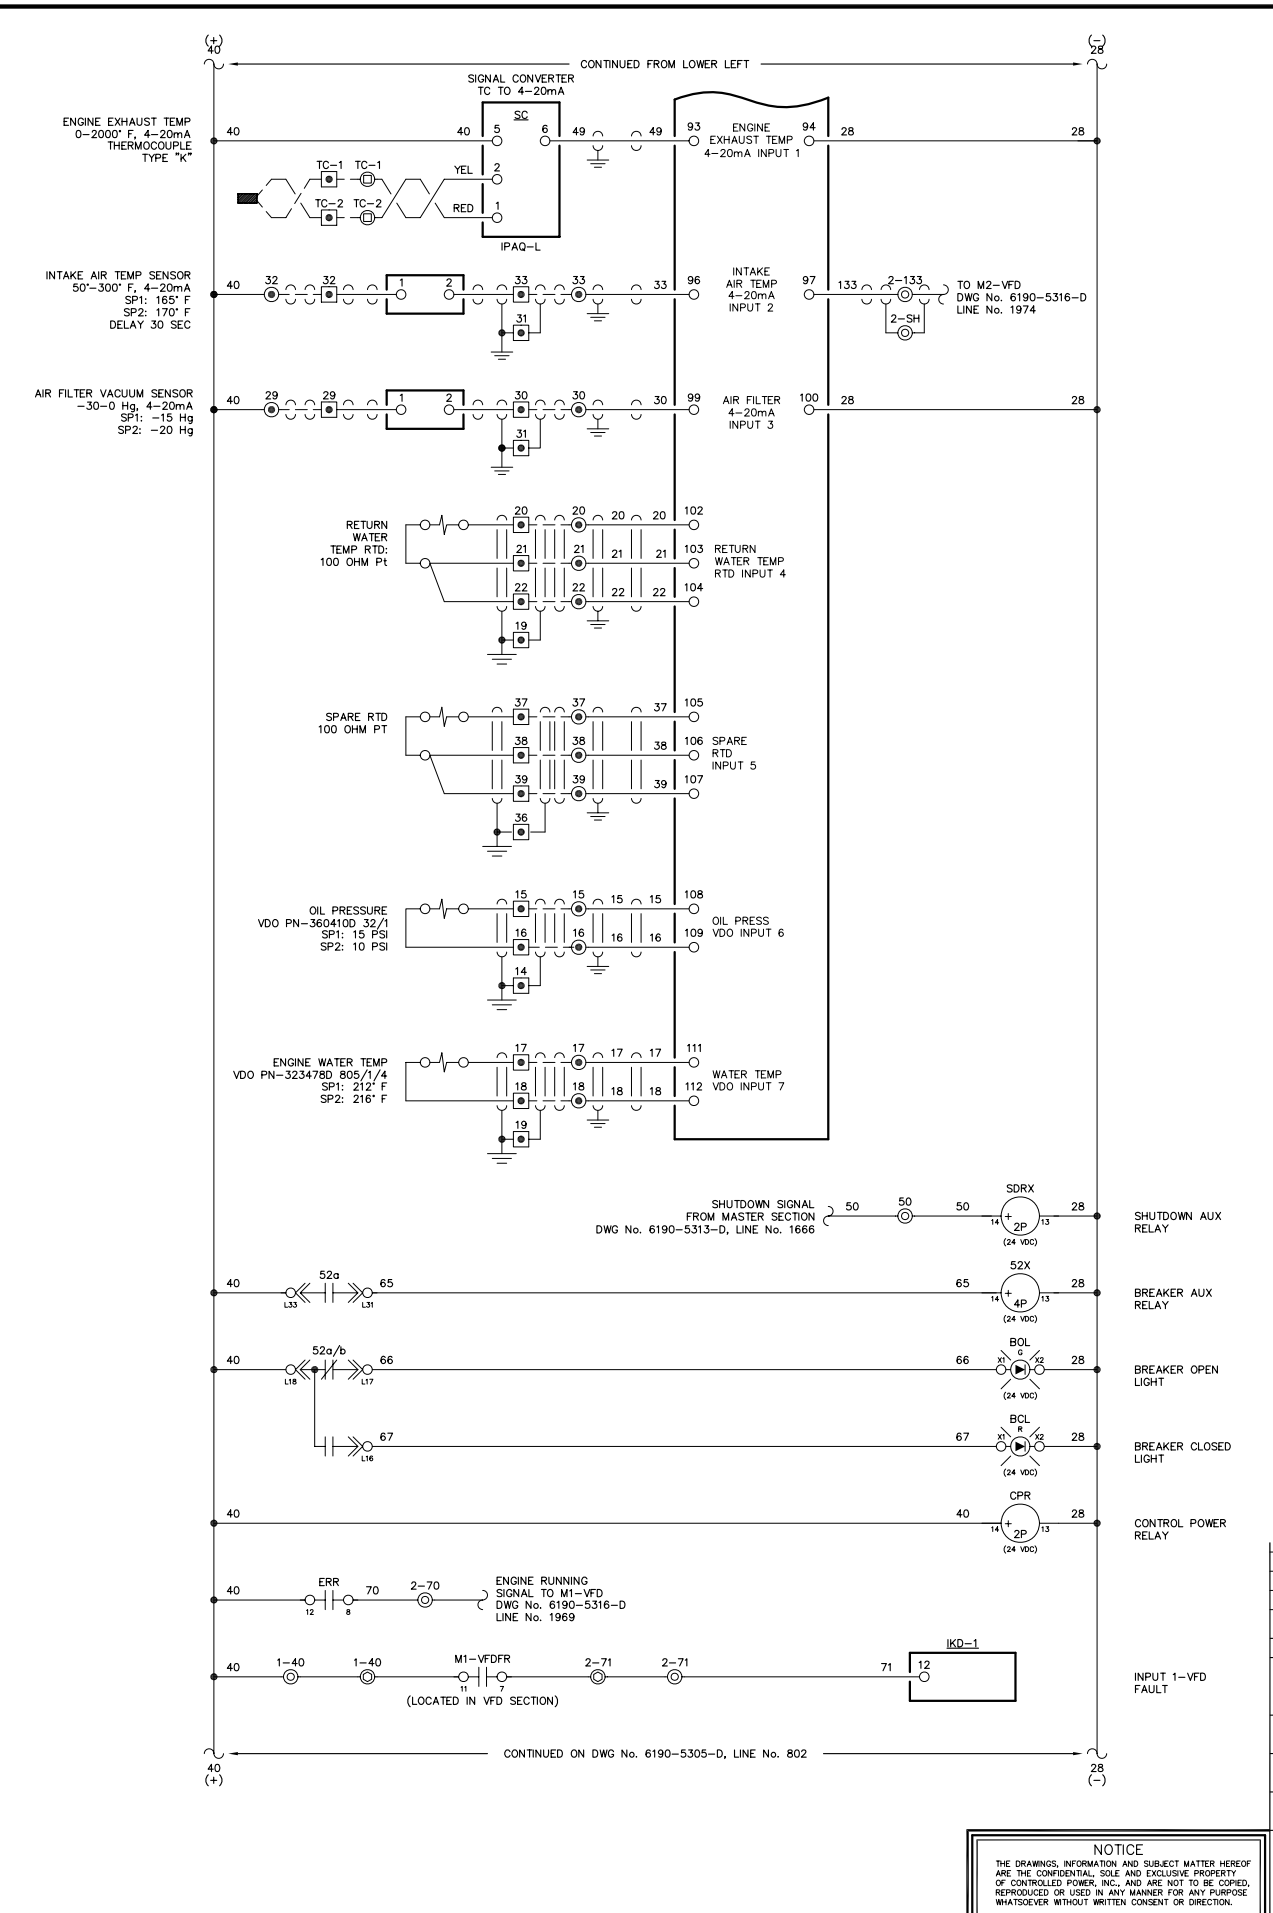 (+)
40
(-)
28
CONTINUED FROM LOWER LEFT
SIGNAL CONVERTER
TC TO 4-20mA
SC
ENGINE EXHAUST TEMP
0-2000° F, 4-20mA
THERMOCOUPLE
TYPE "K"
40
40
5
6
49
49
93
ENGINE
EXHAUST TEMP
4-20mA INPUT 1
94
28
28
TC-1
TC-1
YEL
2
TC-2
TC-2
RED
1
IPAQ-L
INTAKE AIR TEMP SENSOR
50°-300° F, 4-20mA
SP1: 165° F
SP2: 170° F
DELAY 30 SEC
40
32
32
1
2
33
33
33
96
INTAKE
AIR TEMP
4-20mA
INPUT 2
97
133
2-133
2-SH
TO M2-VFD
DWG No. 6190-5316-D
LINE No. 1974
31
AIR FILTER VACUUM SENSOR
-30-0 Hg, 4-20mA
SP1: -15 Hg
SP2: -20 Hg
40
29
29
1
2
30
30
30
99
AIR FILTER
4-20mA
INPUT 3
100
28
28
31
RETURN
WATER
TEMP RTD:
100 OHM Pt
20
20
20
20
102
21
21
21
21
103
RETURN
WATER TEMP
RTD INPUT 4
22
22
22
22
104
19
SPARE RTD
100 OHM PT
37
37
37
105
38
38
38
106
SPARE
RTD
INPUT 5
39
39
39
107
36
OIL PRESSURE
VDO PN-360410D 32/1
SP1: 15 PSI
SP2: 10 PSI
15
15
15
15
108
OIL PRESS
VDO INPUT 6
16
16
16
16
109
14
ENGINE WATER TEMP
VDO PN-323478D 805/1/4
SP1: 212° F
SP2: 216° F
17
17
17
17
111
WATER TEMP
VDO INPUT 7
18
18
18
18
112
19
SHUTDOWN SIGNAL
FROM MASTER SECTION
DWG No. 6190-5313-D, LINE No. 1666
50
50
50
SDRX
14
+
2P
13
(24 VDC)
28
SHUTDOWN AUX
RELAY
40
52a
L33
L31
65
65
52X
14
+
4P
13
(24 VDC)
28
BREAKER AUX
RELAY
40
52a/b
L18
L17
66
66
BOL
G
X1
X2
(24 VDC)
28
BREAKER OPEN
LIGHT
L16
67
67
BCL
R
X1
X2
(24 VDC)
28
BREAKER CLOSED
LIGHT
40
40
CPR
14
+
2P
13
(24 VDC)
28
CONTROL POWER
RELAY
40
ERR
12
8
70
2-70
ENGINE RUNNING
SIGNAL TO M1-VFD
DWG No. 6190-5316-D
LINE No. 1969
40
1-40
1-40
M1-VFDFR
11
7
(LOCATED IN VFD SECTION)
2-71
2-71
71
12
IKD-1
INPUT 1-VFD
FAULT
CONTINUED ON DWG No. 6190-5305-D, LINE No. 802
40
(+)
28
(-)
NOTICE
THE DRAWINGS, INFORMATION AND SUBJECT MATTER HEREOF
ARE THE CONFIDENTIAL, SOLE AND EXCLUSIVE PROPERTY
OF CONTROLLED POWER, INC., AND ARE NOT TO BE COPIED,
REPRODUCED OR USED IN ANY MANNER FOR ANY PURPOSE
WHATSOEVER WITHOUT WRITTEN CONSENT OR DIRECTION.